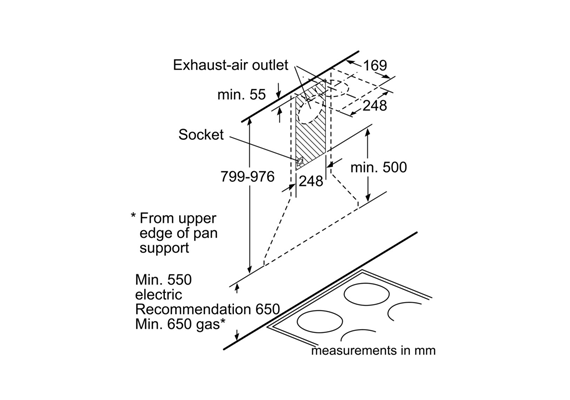 Exhaust-air outlet
169
min. 55
248
Socket
799-976
248
min. 500
* From upper
edge of pan
support
Min. 550
electric
Recommendation 650
Min. 650 gas*
measurements in mm